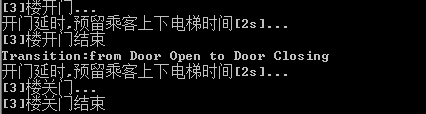 [3]楼开门...
开门延时,预留乘客上下电梯时间[2s]...
[3]楼开门结束
Transition:from Door Open to Door Closing
开门延时,预留乘客上下电梯时间[2s]...
[3]楼关门...
[3]楼关门结束